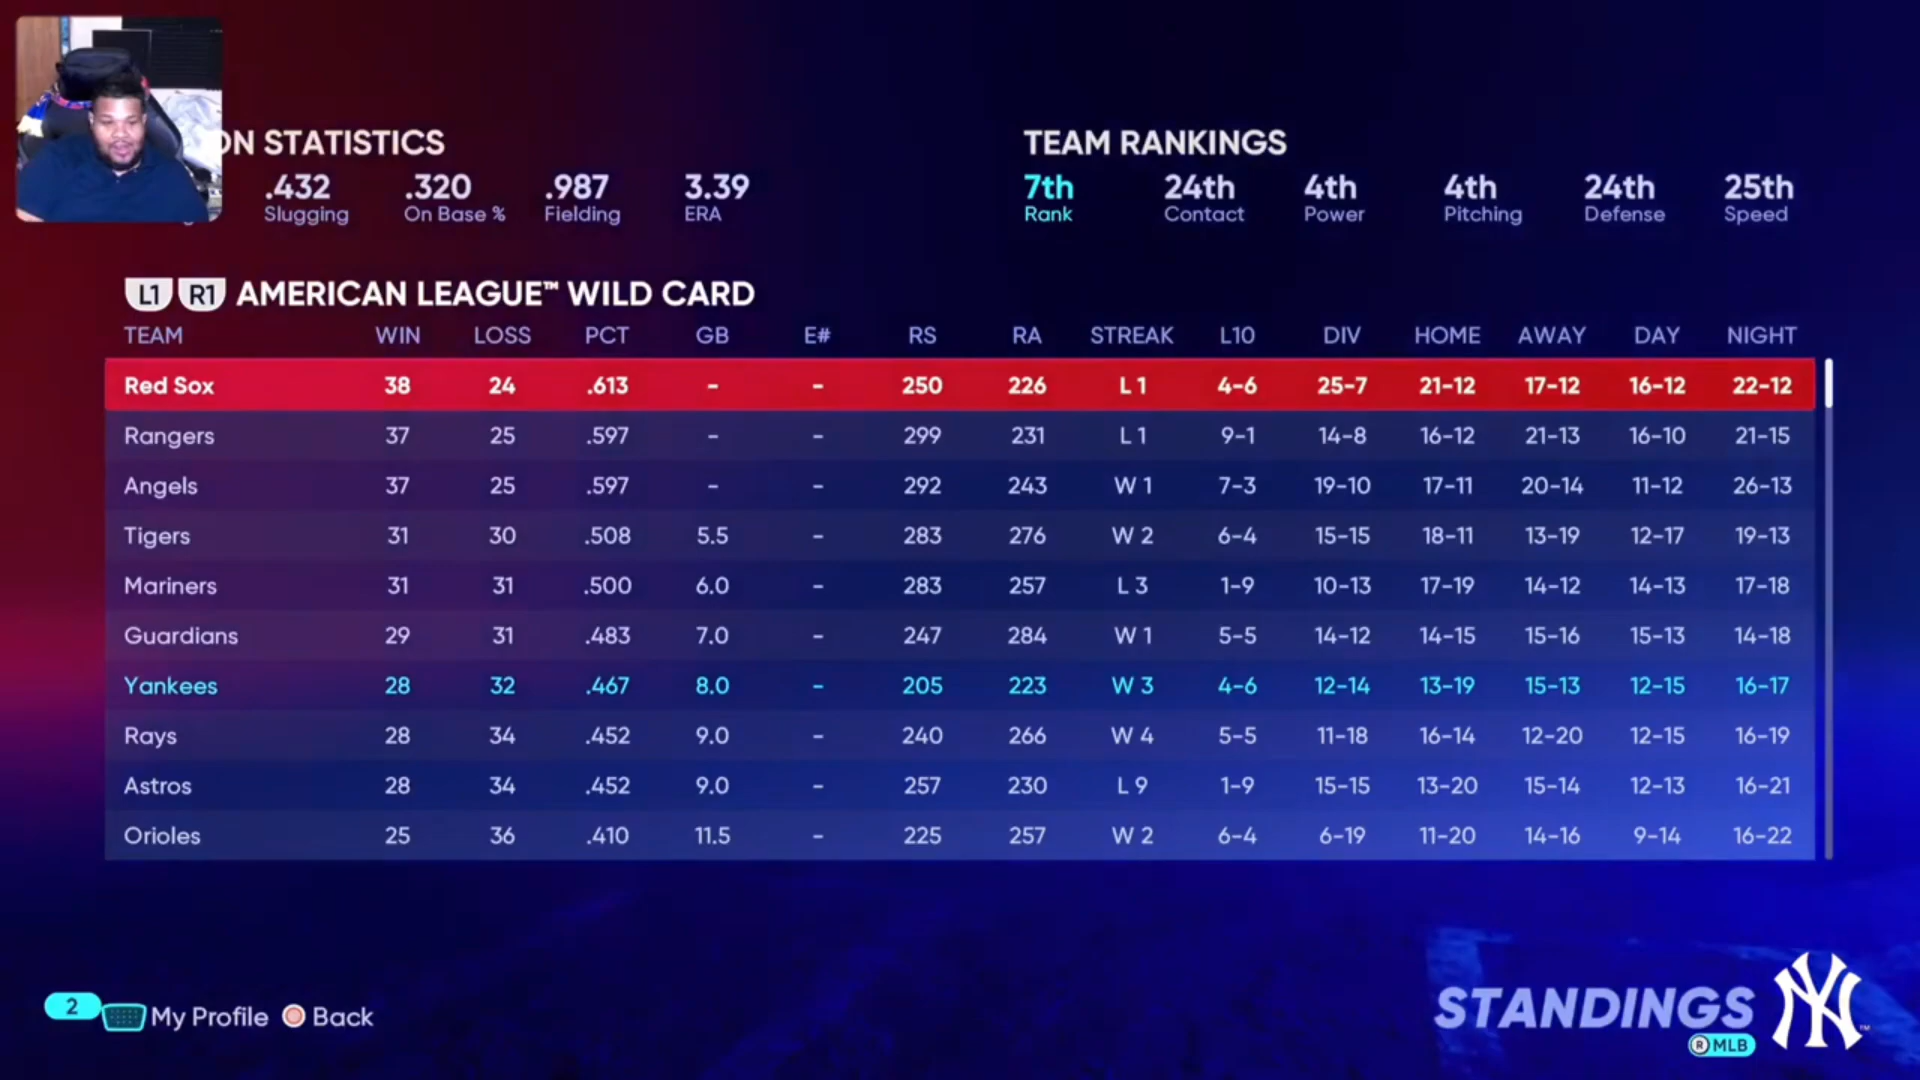 ON STATISTICS
.432 .320 .987 3.39
Slugging On Base % Fielding ERA
TEAM RANKINGS
7th 24th 4th 4th 24th 25th
Rank Contact Power Pitching Defense Speed
L1 R1 AMERICAN LEAGUE™ WILD CARD
TEAM WIN LOSS PCT GB E# RS RA STREAK L10 DIV HOME AWAY DAY NIGHT
Red Sox 38 24 .613 - - 250 226 L 1 4-6 25-7 21-12 17-12 16-12 22-12
Rangers 37 25 .597 - - 299 231 L 1 9-1 14-8 16-12 21-13 16-10 21-15
Angels 37 25 .597 - - 292 243 W 1 7-3 19-10 17-11 20-14 11-12 26-13
Tigers 31 30 .508 5.5 - 283 276 W 2 6-4 15-15 18-11 13-19 12-17 19-13
Mariners 31 31 .500 6.0 - 283 257 L 3 1-9 10-13 17-19 14-12 14-13 17-18
Guardians 29 31 .483 7.0 - 247 284 W 1 5-5 14-12 14-15 15-16 15-13 14-18
Yankees 28 32 .467 8.0 - 205 223 W 3 4-6 12-14 13-19 15-13 12-15 16-17
Rays 28 34 .452 9.0 - 240 266 W 4 5-5 11-18 16-14 12-20 12-15 16-19
Astros 28 34 .452 9.0 - 257 230 L 9 1-9 15-15 13-20 15-14 12-13 16-21
Orioles 25 36 .410 11.5 - 225 257 W 2 6-4 6-19 11-20 14-16 9-14 16-22
2 My Profile Back
STANDINGS NY™
R MLB